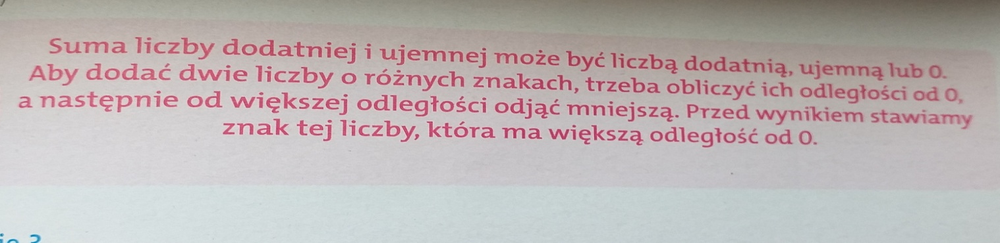 Suma liczby dodatniej i ujemnej może być liczbą dodatnią, ujemną lub 0.
Aby dodać dwie liczby o różnych znakach, trzeba obliczyć ich odległości od 0,
a następnie od większej odległości odjąć mniejszą. Przed wynikiem stawiamy
znak tej liczby, która ma większą odległość od 0.